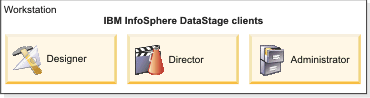 Workstation
IBM InfoSphere DataStage clients
Designer
Director
Administrator